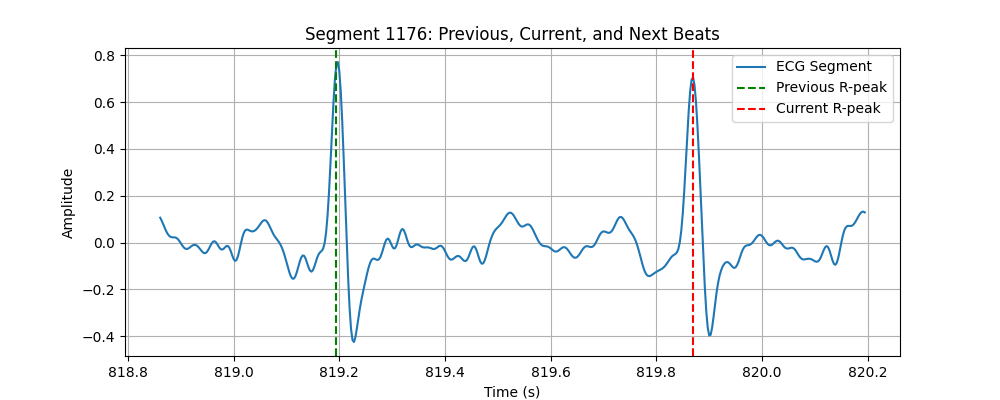 Segment 1176: Previous, Current, and Next Beats
Amplitude
0.8
0.6
0.4
0.2
0.0
−0.2
−0.4
ECG Segment
Previous R-peak
Current R-peak
818.8 819.0 819.2 819.4 819.6 819.8 820.0 820.2
Time (s)